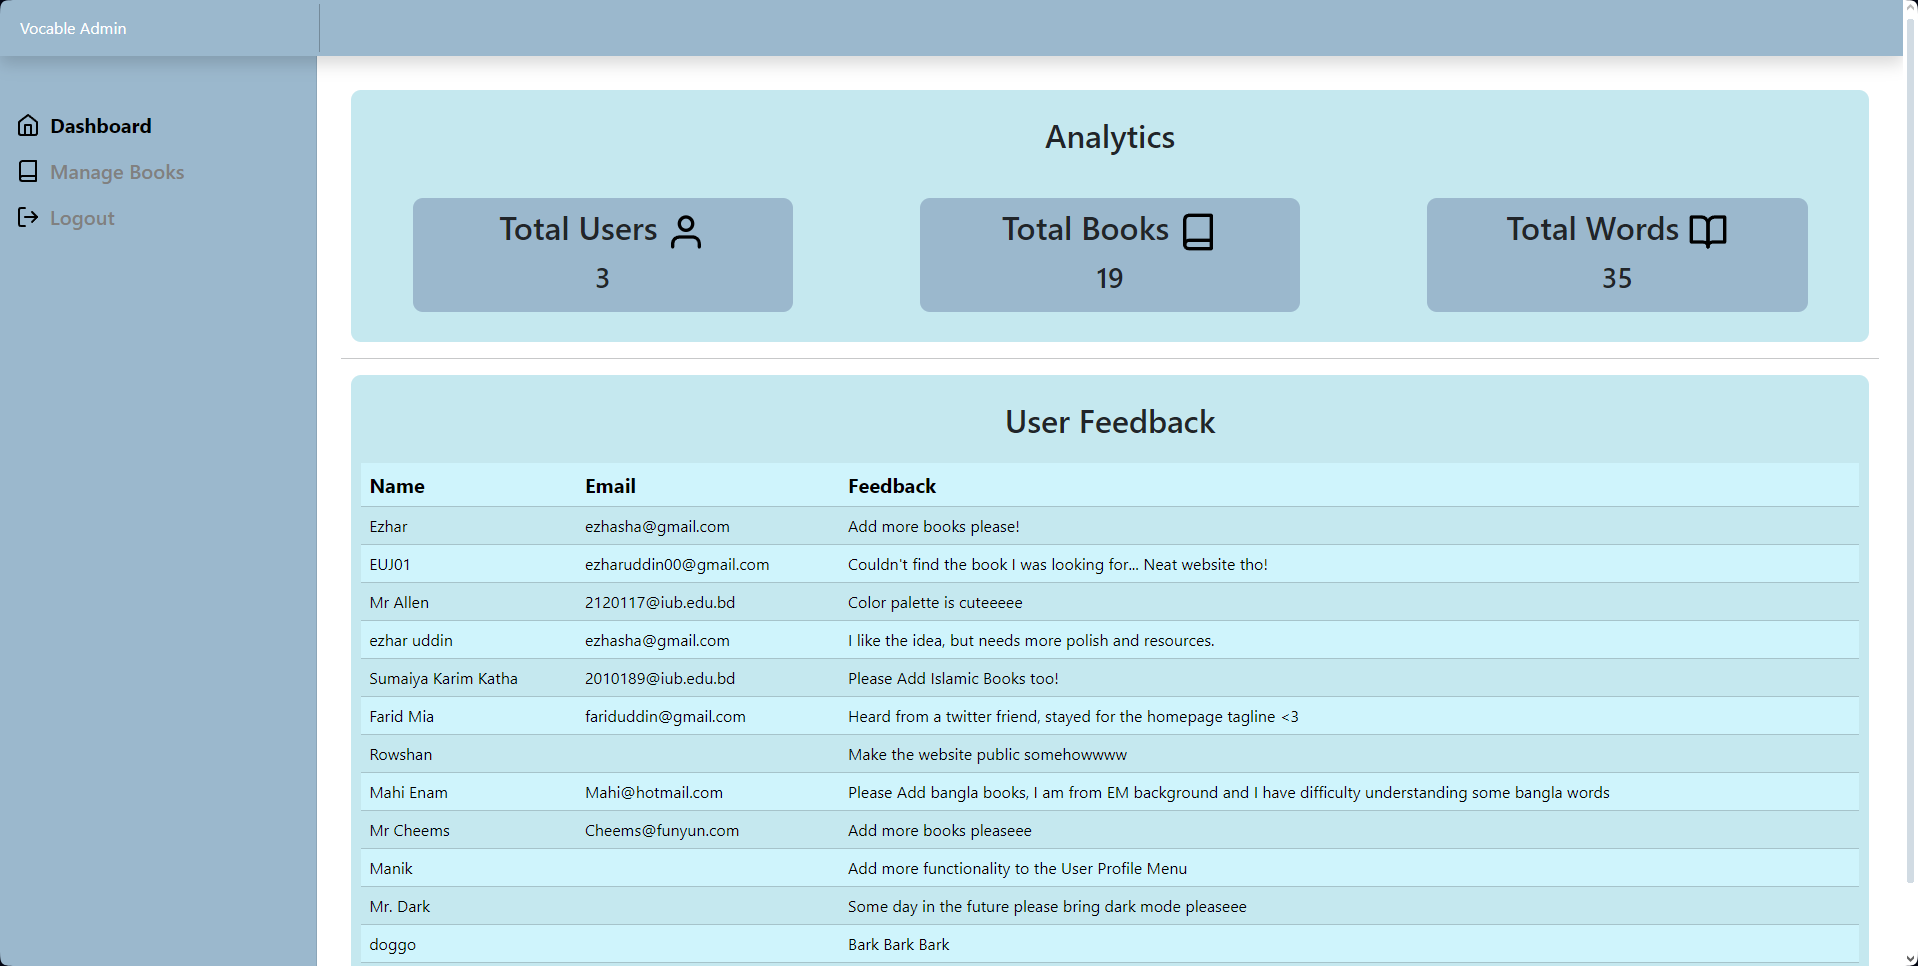 Vocable Admin
Dashboard
Manage Books
Logout
Analytics
Total Users
3
Total Books
19
Total Words
35
User Feedback
Name Email Feedback
Ezhar ezhasha@gmail.com Add more books please!
EUJ01 ezharuddin00@gmail.com Couldn't find the book I was looking for... Neat website tho!
Mr Allen 2120117@iub.edu.bd Color palette is cuteeeee
ezhar uddin ezhasha@gmail.com I like the idea, but needs more polish and resources.
Sumaiya Karim Katha 2010189@iub.edu.bd Please Add Islamic Books too!
Farid Mia fariduddin@gmail.com Heard from a twitter friend, stayed for the homepage tagline <3
Rowshan Make the website public somehowwww
Mahi Enam Mahi@hotmail.com Please Add bangla books, I am from EM background and I have difficulty understanding some bangla words
Mr Cheems Cheems@funyun.com Add more books pleaseee
Manik Add more functionality to the User Profile Menu
Mr. Dark Some day in the future please bring dark mode pleaseee
doggo Bark Bark Bark